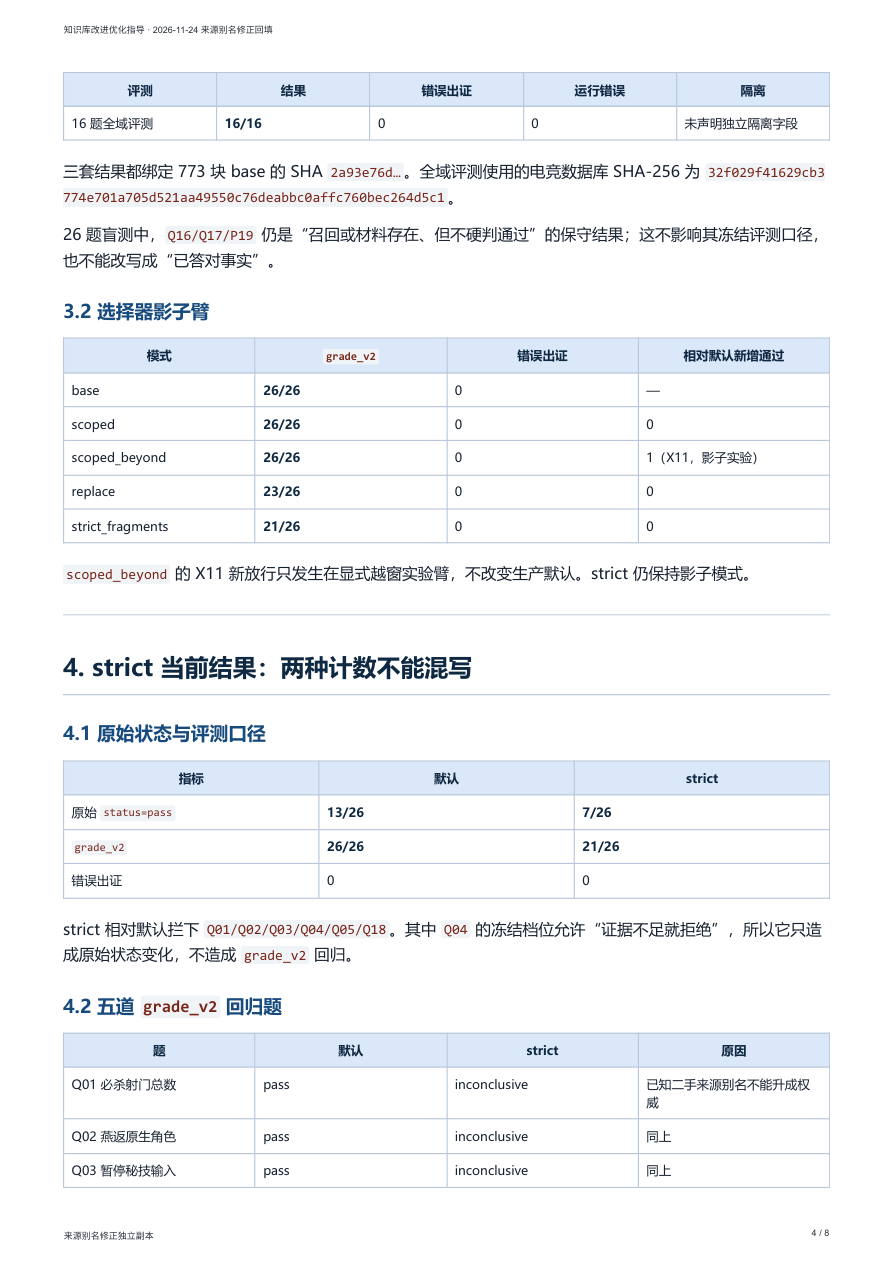 知识库改进优化指导 · 2026-11-24 来源别名修正回填
评测 结果 错误出证 运行错误 隔离
16 题全域评测 16/16 0 0 未声明独立隔离字段
三套结果都绑定 773 块 base 的 SHA 2a93e76d…。全域评测使用的电竞数据库 SHA-256 为 32f029f41629cb3
774e701a705d521aa49550c76deabbc0affc760bec264d5c1。
26 题盲测中，Q16/Q17/P19 仍是“召回或材料存在、但不硬判通过”的保守结果；这不影响其冻结评测口径，
也不能改写成“已答对事实”。
3.2 选择器影子臂
模式 grade_v2 错误出证 相对默认新增通过
base 26/26 0 —
scoped 26/26 0 0
scoped_beyond 26/26 0 1（X11，影子实验）
replace 23/26 0 0
strict_fragments 21/26 0 0
scoped_beyond 的 X11 新放行只发生在显式越窗实验臂，不改变生产默认。strict 仍保持影子模式。
4. strict 当前结果：两种计数不能混写
4.1 原始状态与评测口径
指标 默认 strict
原始 status=pass 13/26 7/26
grade_v2 26/26 21/26
错误出证 0 0
strict 相对默认拦下 Q01/Q02/Q03/Q04/Q05/Q18。其中 Q04 的冻结档位允许“证据不足就拒绝”，所以它只造
成原始状态变化，不造成 grade_v2 回归。
4.2 五道 grade_v2 回归题
题 默认 strict 原因
Q01 必杀射门总数 pass inconclusive 已知二手来源别名不能升成权
威
Q02 燕返原生角色 pass inconclusive 同上
Q03 暂停秘技输入 pass inconclusive 同上
来源别名修正独立副本
4 / 8